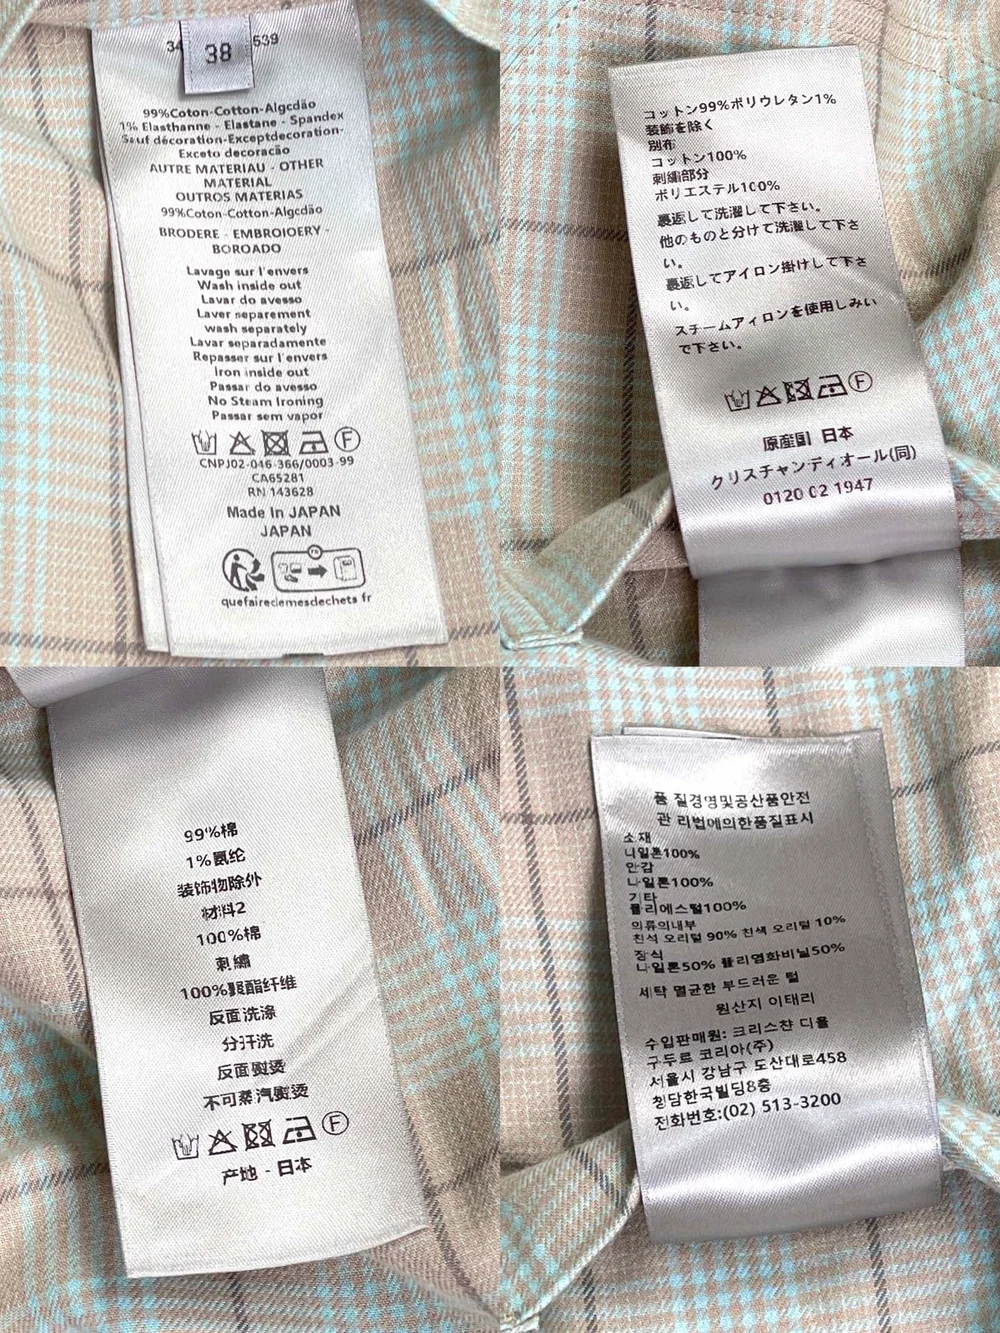 34
38
539
99%Coton-Cotton-Algcdão
1% Elasthanne - Elastane - Spandex
Sauf décoration-Exceptdecoration-
Exceto decoracão
AUTRE MATERIAU - OTHER
MATERIAL
OUTROS MATERIAS
99%Coton-Cotton-Algcdão
BRODERE - EMBROIOERY -
BOROADO
Lavage sur l'envers
Wash inside out
Lavar do avesso
Laver neparement
wash separately
Lavar separadamente
Repasser sur l'envers
Iron inside out
Passar do avesso
No Steam Ironing
Passar sem vapor
F
CNPJ02-046-366/0003-99
CA65281
RN 143628
Made In JAPAN
JAPAN
FR
quefairedemesdechets fr
コットン99%ポリウレタン1%
装飾を除く
別布
コットン100%
刺繍部分
ポリエステル100%
裏返して洗濯して下さい。
他のものと分けて洗濯して下さ
い。
裏返してアイロン掛けして下さ
い。
スチームアィロンを使用しみい
で下さい。
F
原産国 日本
クリスチャンディオール(同)
0120 02 1947
99%棉
1%氨纶
装饰物除外
材料2
100%棉
刺繡
100%聚酯纤维
反面洗涤
分汗洗
反面熨烫
不可蒸汽熨烫
F
产地 - 日本
품 질경영및공산품안전
관 리법에의한품질표시
소재
니일론100%
안감
나일론100%
기타
폴리에스털100%
의류의내부
친석 오리털 90% 친색 오리털 10%
장식
나일론50% 폴리염화비닐50%
세탁 멸균한 부드러운 털
원산지 이태리
수입판매원: 크리스챤 디올
구두르 코리아(주)
서울시 강남구 도산대로458
청담한국빌딩8층
전화번호:(02) 513-3200